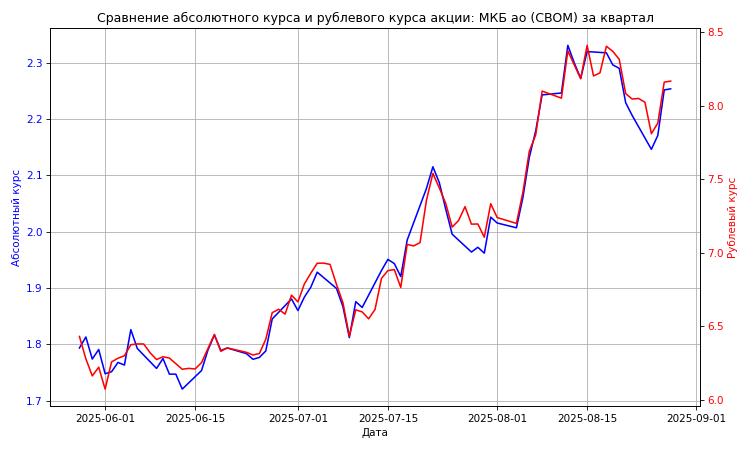 Сравнение абсолютного курса и рублевого курса акции: МКБ ао (CBOM) за квартал
Абсолютный курс
2.3
2.2
2.1
2.0
1.9
1.8
1.7
8.5
8.0
7.5
7.0
6.5
6.0
Рублевый курс
2025-06-01 2025-06-15 2025-07-01 2025-07-15 2025-08-01 2025-08-15 2025-09-01
Дата